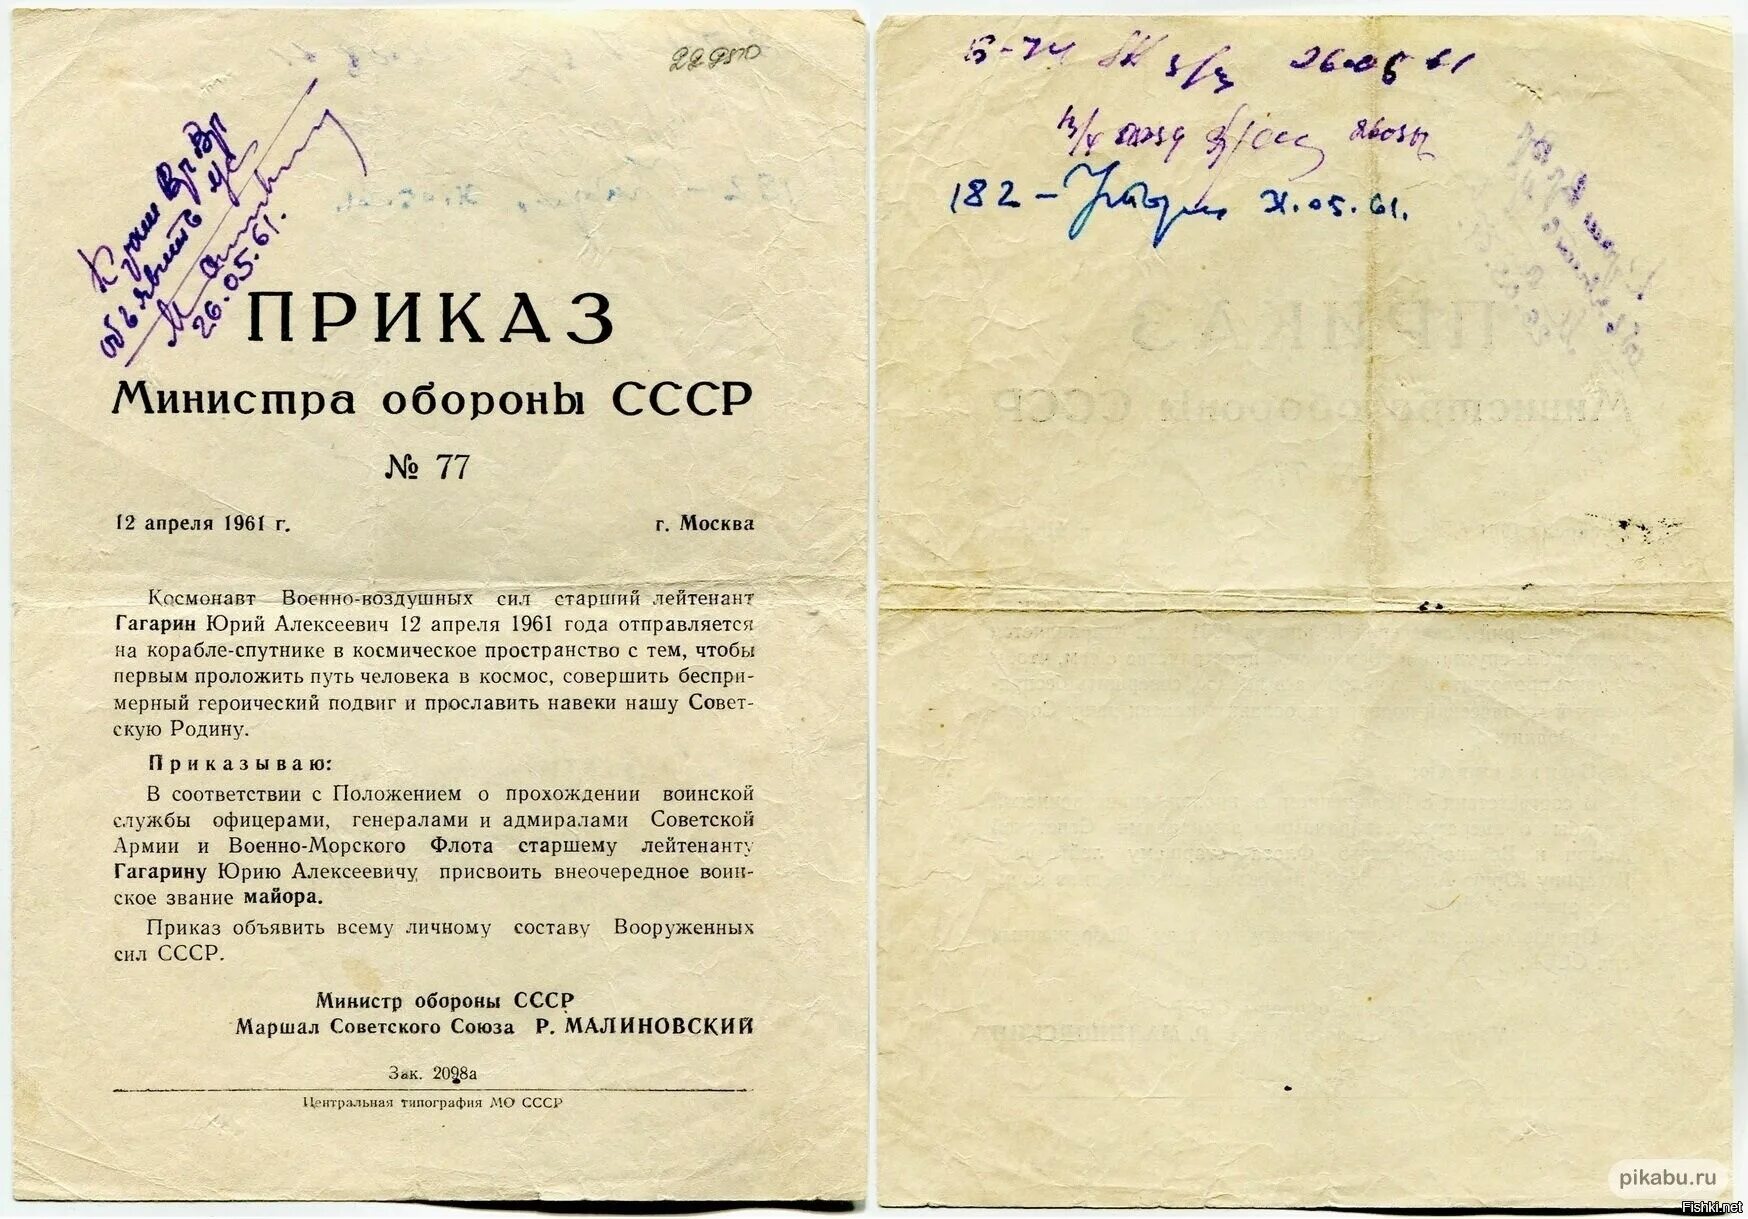 объявить
26.05.61.
ПРИКАЗ
Министра обороны СССР
№ 77
12 апреля 1961 г. г. Москва
Космонавт Военно-воздушных сил старший лейтенант
Гагарин Юрий Алексеевич 12 апреля 1961 года отправляется
на корабле-спутнике в космическое пространство с тем, чтобы
первым проложить путь человека в космос, совершить беспри-
мерный героический подвиг и прославить навеки нашу Совет-
скую Родину.
Приказываю:
В соответствии с Положением о прохождении воинской
службы офицерами, генералами и адмиралами Советской
Армии и Военно-Морского Флота старшему лейтенанту
Гагарину Юрию Алексеевичу присвоить внеочередное воин-
ское звание майора.
Приказ объявить всему личному составу Вооруженных
сил СССР.
Министр обороны СССР
Маршал Советского Союза Р. МАЛИНОВСКИЙ
Зак. 2098а
Центральная типография МО СССР
26.05.61
182 –
pikabu.ru
Fishki.net